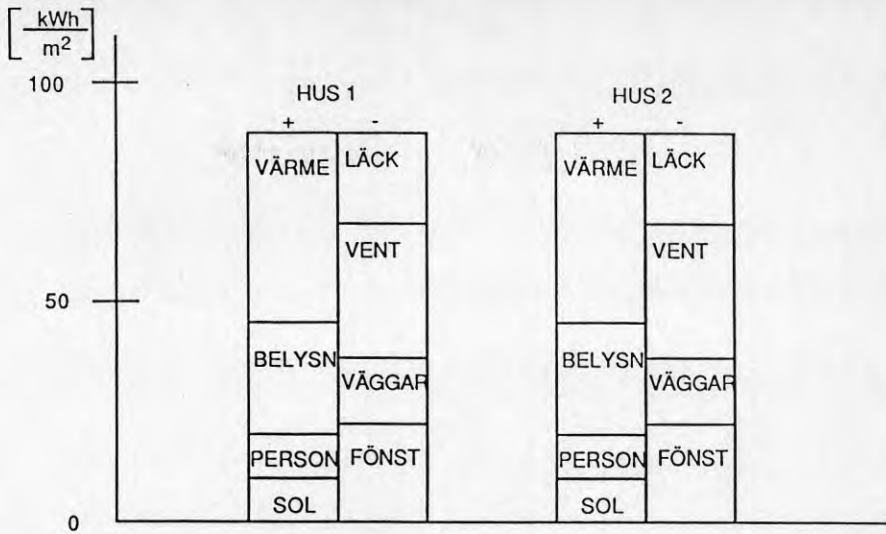 [kWh/m²]
100
HUS 1
HUS 2
+ -
+ -
VÄRME LÄCK
VÄRME LÄCK
VENT
VENT
50
BELYSN
BELYSN
VÄGGAR
VÄGGAR
PERSON FÖNST
PERSON FÖNST
SOL
SOL
0